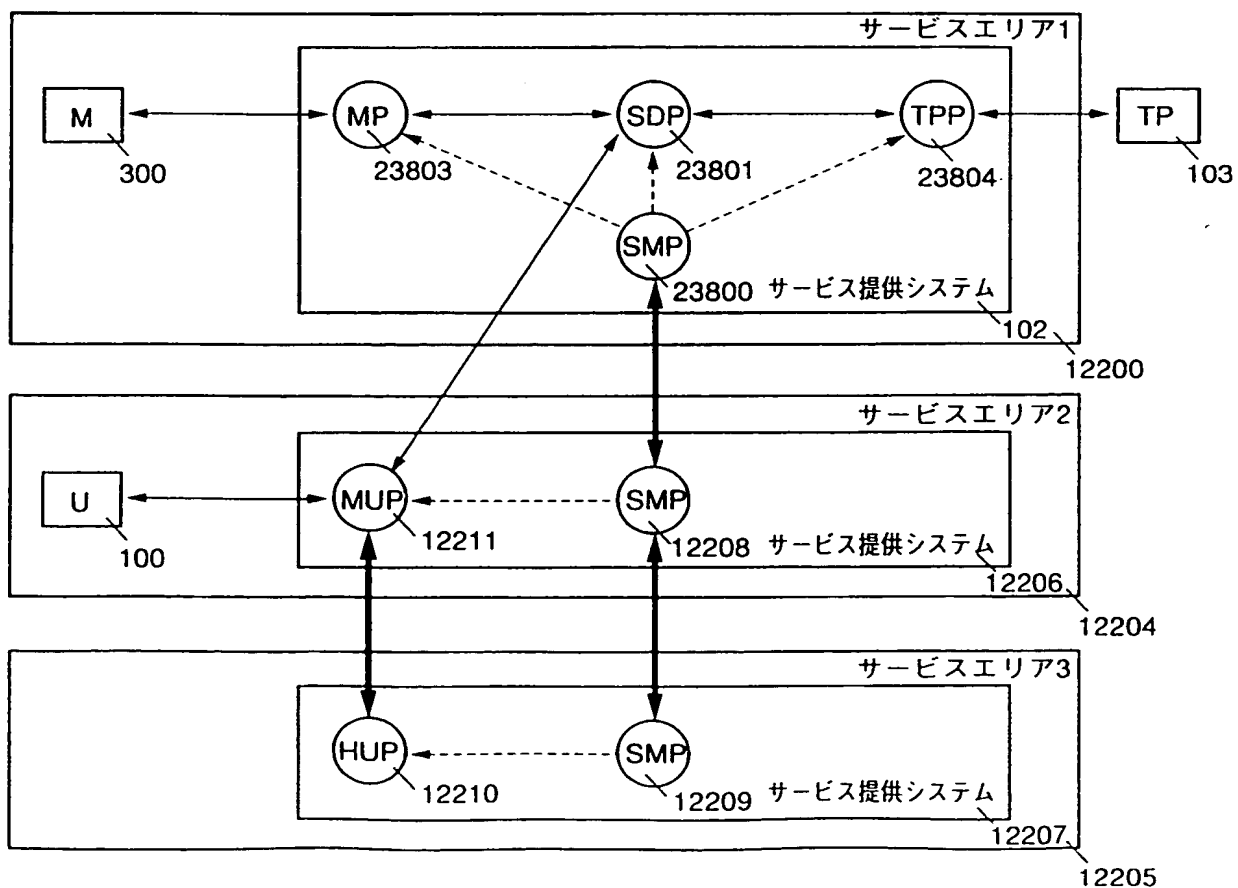 サービスエリア1
M
MP
SDP
TPP
TP
300
23803
23801
23804
103
SMP
23800
サービス提供システム
102
12200
サービスエリア2
U
MUP
SMP
100
12211
12208
サービス提供システム
12206
12204
サービスエリア3
HUP
SMP
12210
12209
サービス提供システム
12207
12205